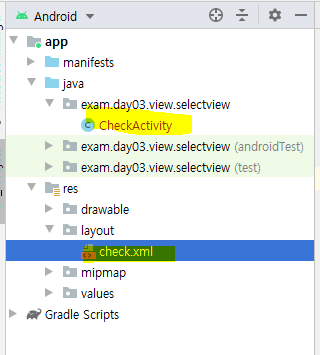 Android
app
manifests
java
exam.day03.view.selectview
CheckActivity
exam.day03.view.selectview (androidTest)
exam.day03.view.selectview (test)
res
drawable
layout
check.xml
mipmap
values
Gradle Scripts